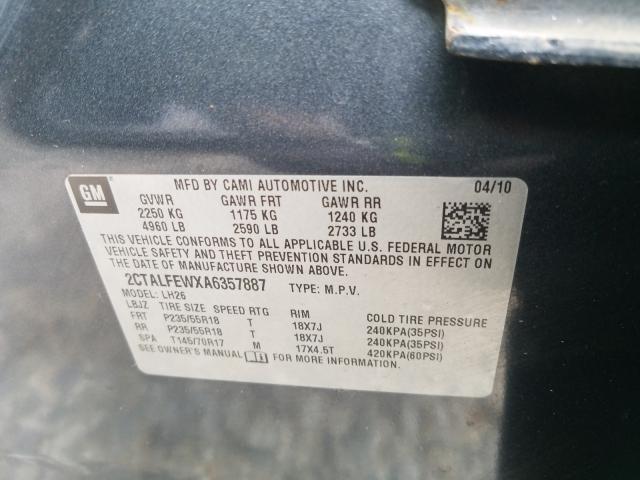 GM
MFD BY CAMI AUTOMOTIVE INC. 04/10
GVWR GAWR FRT GAWR RR
2250 KG 1175 KG 1240 KG
4960 LB 2590 LB 2733 LB
THIS VEHICLE CONFORMS TO ALL APPLICABLE U.S. FEDERAL MOTOR
VEHICLE SAFETY AND THEFT PREVENTION STANDARDS IN EFFECT ON
THE DATE OF MANUFACTURE SHOWN ABOVE.
2CTALFEWXA6357887 TYPE: M.P.V.
MODEL: LH26
LBJZ TIRE SIZE SPEED RTG RIM COLD TIRE PRESSURE
FRT P235/55R18 T 18X7J 240KPA(35PSI)
RR P235/55R18 T 18X7J 240KPA(35PSI)
SPA T145/70R17 M 17X4.5T 420KPA(60PSI)
SEE OWNER'S MANUAL FOR MORE INFORMATION.